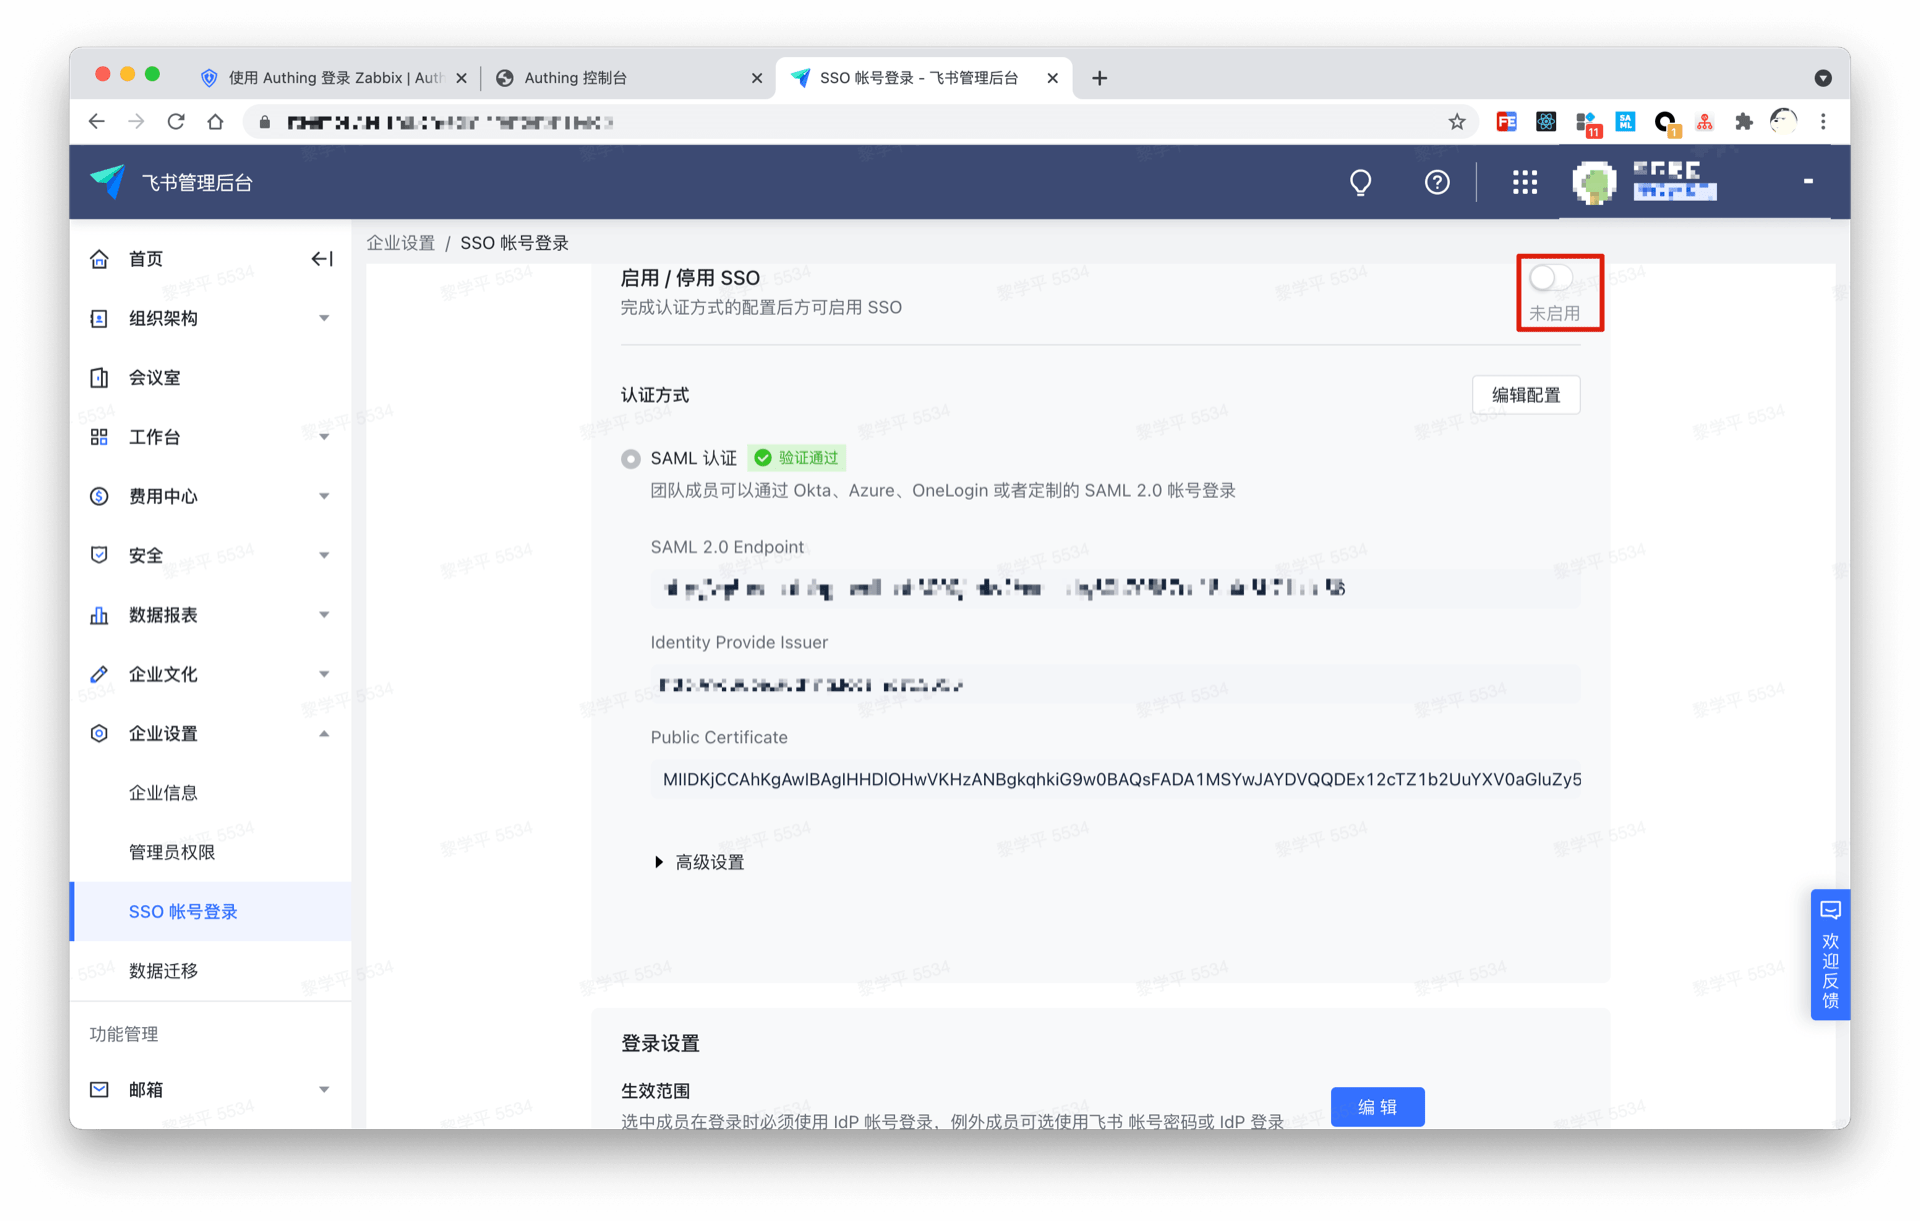 使用 Authing 登录 Zabbix | Auth
Authing 控制台
SSO 帐号登录 - 飞书管理后台
FE
11
SA
ML
1
飞书管理后台
首页
组织架构
会议室
工作台
费用中心
安全
数据报表
企业文化
企业设置
企业信息
管理员权限
SSO 帐号登录
数据迁移
功能管理
邮箱
企业设置 / SSO 帐号登录
启用 / 停用 SSO
完成认证方式的配置后方可启用 SSO
未启用
认证方式
编辑配置
SAML 认证
验证通过
团队成员可以通过 Okta、Azure、OneLogin 或者定制的 SAML 2.0 帐号登录
SAML 2.0 Endpoint
Identity Provide Issuer
Public Certificate
MIIDKjCCAhKgAwIBAgIHHDIOHwVKHzANBgkqhkiG9w0BAQsFADA1MSYwJAYDVQQDEx12cTZ1b2UuYXV0aGluZy5
高级设置
登录设置
生效范围
选中成员在登录时必须使用 IdP 帐号登录，例外成员可选使用飞书 帐号密码或 IdP 登录
编 辑
欢迎反馈
黎学平 5534